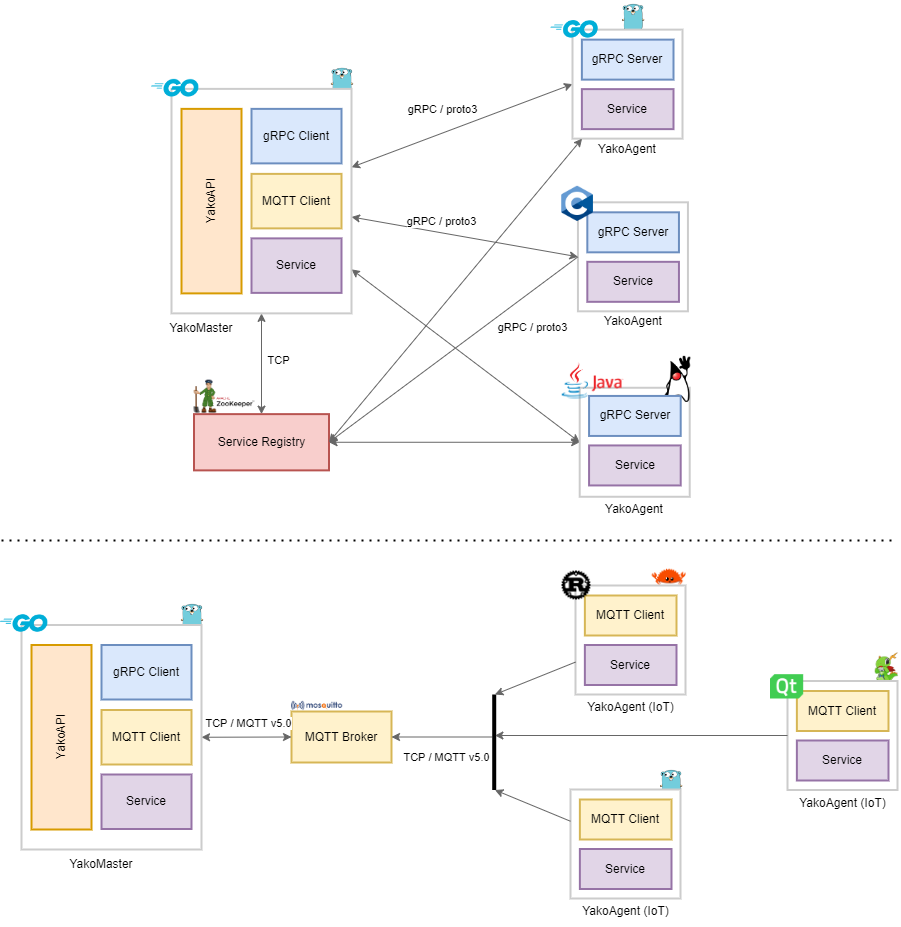 GO
gRPC Server
Service
YakoAgent
GO
gRPC / proto3
YakoAPI
gRPC Client
MQTT Client
Service
YakoMaster
C
gRPC Server
Service
YakoAgent
gRPC / proto3
gRPC / proto3
TCP
ZooKeeper
Service Registry
Java
gRPC Server
Service
YakoAgent
R
MQTT Client
Service
YakoAgent (IoT)
GO
YakoAPI
gRPC Client
MQTT Client
Service
YakoMaster
TCP / MQTT v5.0
mosquitto
MQTT Broker
TCP / MQTT v5.0
Qt
MQTT Client
Service
YakoAgent (IoT)
MQTT Client
Service
YakoAgent (IoT)